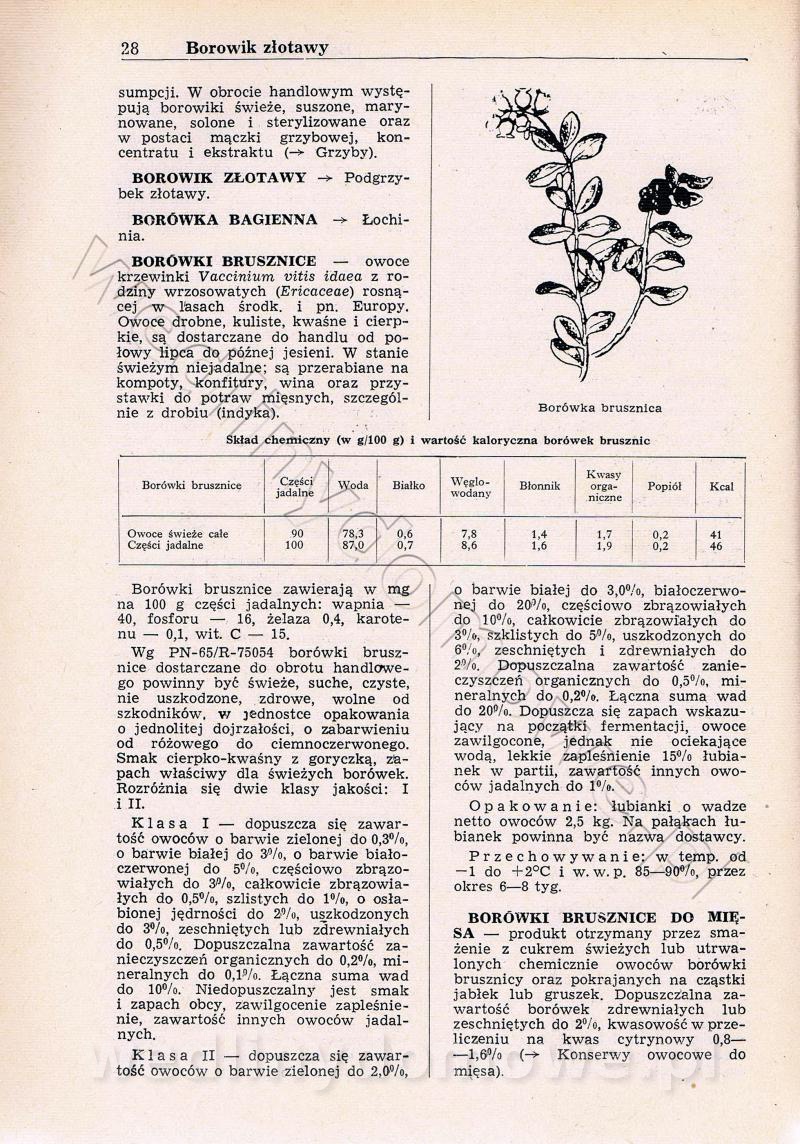 28 Borowik złotawy
sumpcji. W obrocie handlowym wystę-
pują borowiki świeże, suszone, mary-
nowane, solone i sterylizowane oraz
w postaci mączki grzybowej, kon-
centratu i ekstraktu (→ Grzyby).
BOROWIK ZŁOTAWY → Podgrzy-
bek złotawy.
BORÓWKA BAGIENNA → Łochi-
nia.
BORÓWKI BRUSZNICE — owoce
krzewinki Vaccinium vitis idaea z ro-
dziny wrzosowatych (Ericaceae) rosną-
cej w lasach środk. i pn. Europy.
Owoce drobne, kuliste, kwaśne i cierp-
kie, są dostarczane do handlu od po-
łowy lipca do późnej jesieni. W stanie
świeżym niejadalne; są przerabiane na
kompoty, konfitury, wina oraz przy-
stawki do potraw mięsnych, szczegól-
nie z drobiu (indyka).
Borówka brusznica
Skład chemiczny (w g/100 g) i wartość kaloryczna borówek brusznic
Borówki brusznice | Części jadalne | Woda | Białko | Węglo-wodany | Błonnik | Kwasy orga-niczne | Popiół | Kcal
Owoce świeże całe 90 78,3 0,6 7,8 1,4 1,7 0,2 41
Części jadalne 100 87,0 0,7 8,6 1,6 1,9 0,2 46
Borówki brusznice zawierają w mg
na 100 g części jadalnych: wapnia —
40, fosforu — 16, żelaza 0,4, karote-
nu — 0,1, wit. C — 15.
Wg PN-65/R-75054 borówki brusz-
nice dostarczane do obrotu handlowe-
go powinny być świeże, suche, czyste,
nie uszkodzone, zdrowe, wolne od
szkodników, w jednostce opakowania
o jednolitej dojrzałości, o zabarwieniu
od różowego do ciemnoczerwonego.
Smak cierpko-kwaśny z goryczką, za-
pach właściwy dla świeżych borówek.
Rozróżnia się dwie klasy jakości: I
i II.
Klasa I — dopuszcza się zawar-
tość owoców o barwie zielonej do 0,3%,
o barwie białej do 3%, o barwie biało-
czerwonej do 5%, częściowo zbrązo-
wiałych do 3%, całkowicie zbrązowia-
łych do 0,5%, szlistych do 1%, o osła-
bionej jędrności do 2%, uszkodzonych
do 3%, zeschniętych lub zdrewniałych
do 0,5%. Dopuszczalna zawartość za-
nieczyszczeń organicznych do 0,2%, mi-
neralnych do 0,1%. Łączna suma wad
do 10%. Niedopuszczalny jest smak
i zapach obcy, zawilgocenie zapleśnie-
nie, zawartość innych owoców jadal-
nych.
Klasa II — dopuszcza się zawar-
tość owoców o barwie zielonej do 2,0%,
o barwie białej do 3,0%, białoczerwo-
nej do 20%, częściowo zbrązowiałych
do 10%, całkowicie zbrązowiałych do
3%, szklistych do 5%, uszkodzonych do
6%, zeschniętych i zdrewniałych do
2%. Dopuszczalna zawartość zanie-
czyszczeń organicznych do 0,5%, mi-
neralnych do 0,2%. Łączna suma wad
do 20%. Dopuszcza się zapach wskazu-
jący na początki fermentacji, owoce
zawilgocone, jednak nie ociekające
wodą, lekkie zapleśnienie 15% łubia-
nek w partii, zawartość innych owo-
ców jadalnych do 1%.
Opakowanie: łubianki o wadze
netto owoców 2,5 kg. Na pałąkach łu-
bianek powinna być nazwa dostawcy.
Przechowywanie: w temp. od
—1 do +2°C i w. w. p. 85—90%, przez
okres 6—8 tyg.
BORÓWKI BRUSZNICE DO MIĘ-
SA — produkt otrzymany przez sma-
żenie z cukrem świeżych lub utrwa-
lonych chemicznie owoców borówki
brusznicy oraz pokrajanych na cząstki
jabłek lub gruszek. Dopuszczalna za-
wartość borówek zdrewniałych lub
zeschniętych do 2%, kwasowość w prze-
liczeniu na kwas cytrynowy 0,8—
—1,6% (→ Konserwy owocowe do
mięsa).
wedlinydomowe.pl
wedlinydomowe.pl